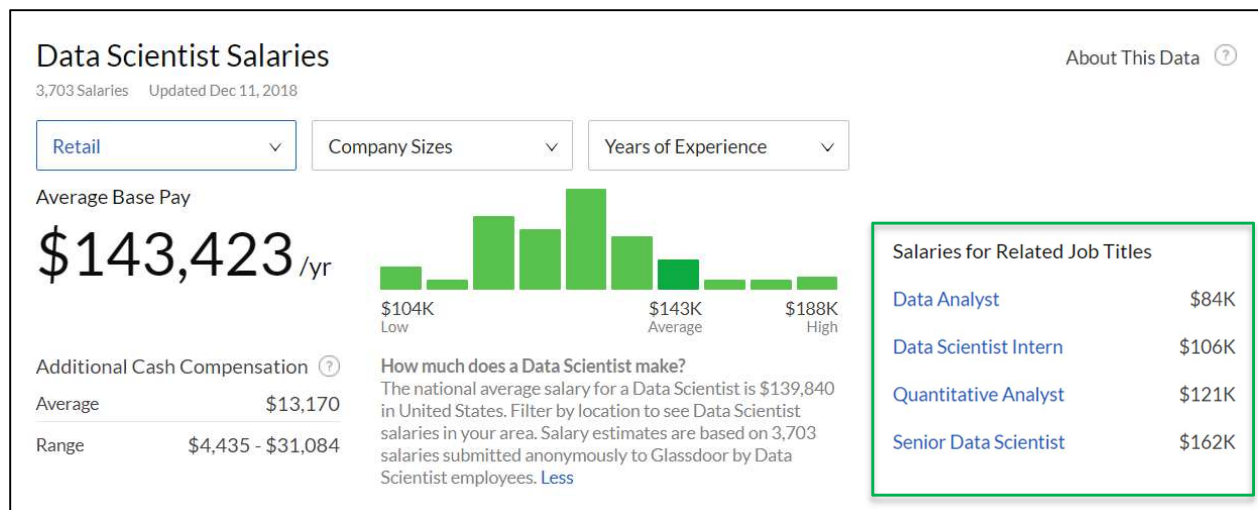 Data Scientist Salaries
About This Data ?
3,703 Salaries Updated Dec 11, 2018
Retail
Company Sizes
Years of Experience
Average Base Pay
$143,423 /yr
$104K
Low
$143K
Average
$188K
High
Additional Cash Compensation ?
Average $13,170
Range $4,435 - $31,084
How much does a Data Scientist make?
The national average salary for a Data Scientist is $139,840
in United States. Filter by location to see Data Scientist
salaries in your area. Salary estimates are based on 3,703
salaries submitted anonymously to Glassdoor by Data
Scientist employees. Less
Salaries for Related Job Titles
Data Analyst $84K
Data Scientist Intern $106K
Quantitative Analyst $121K
Senior Data Scientist $162K